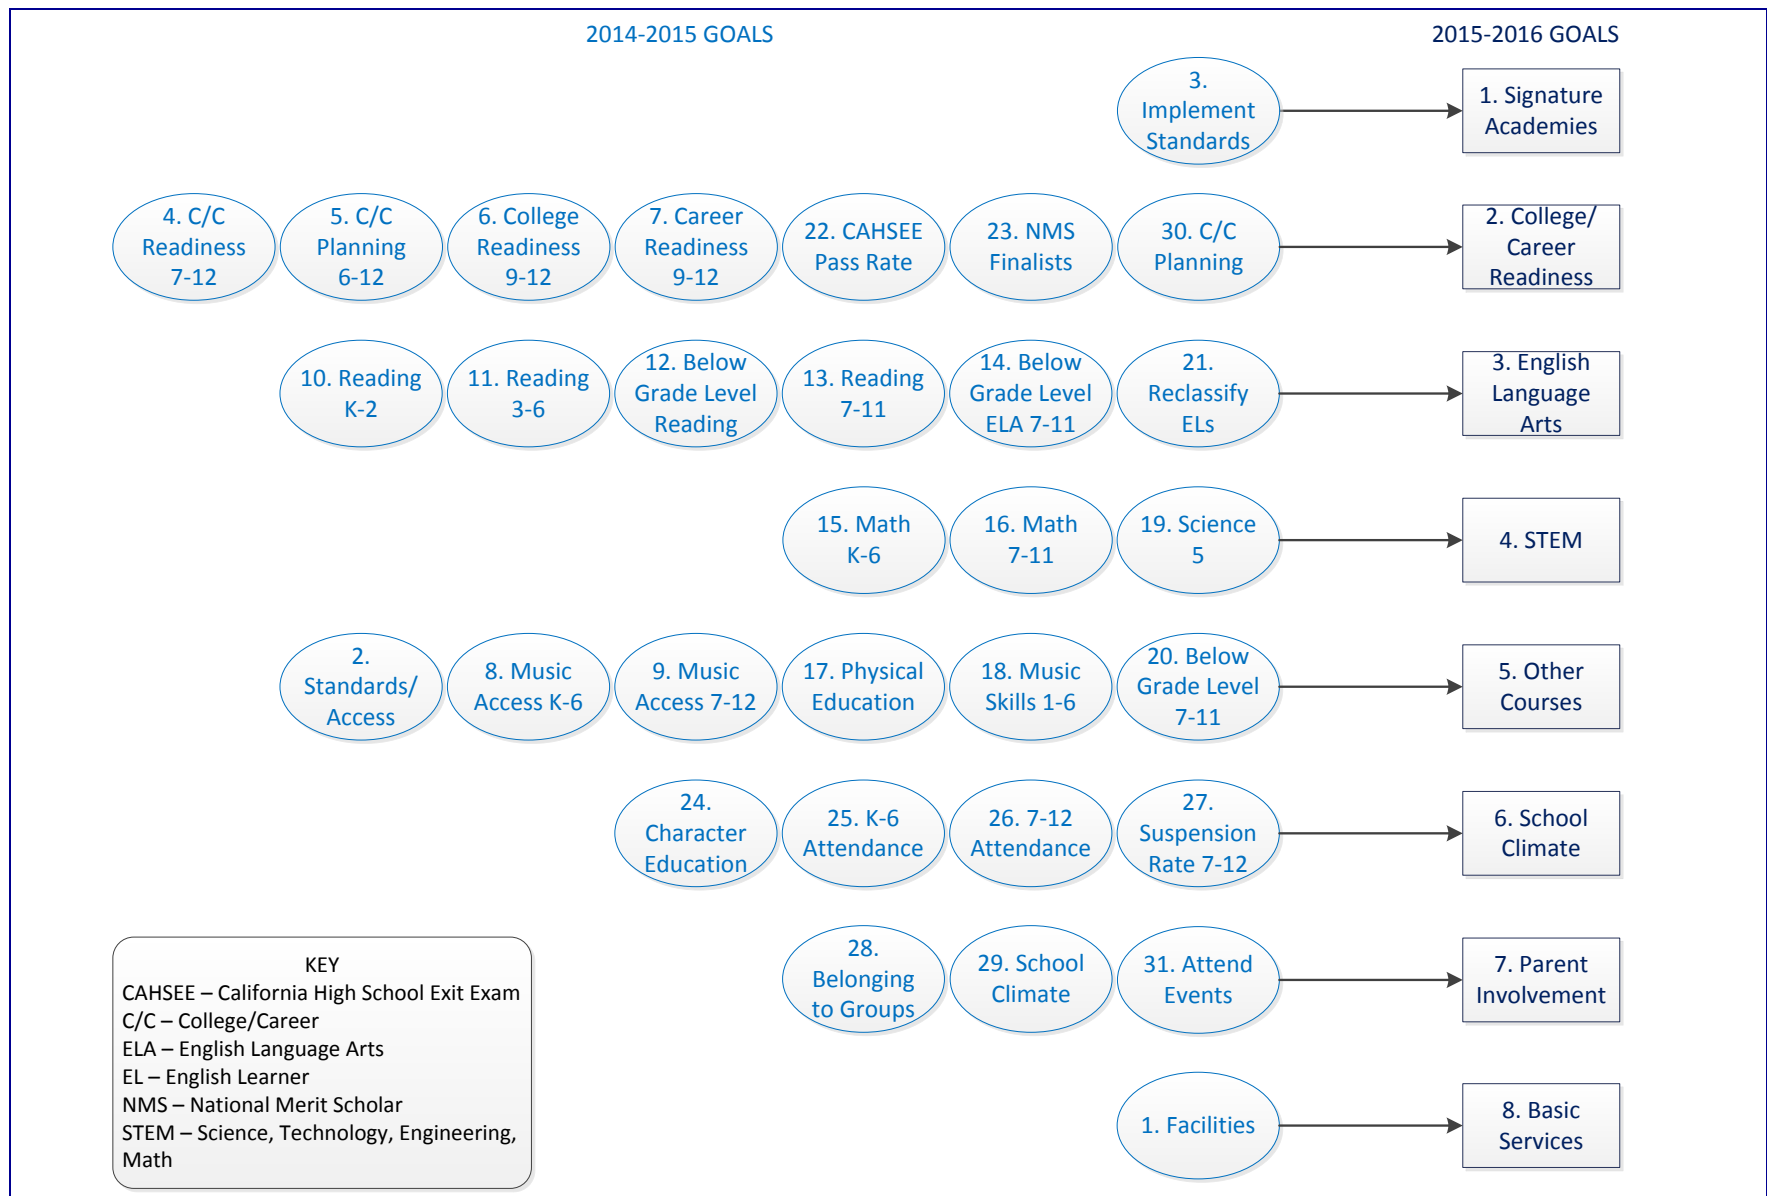 2014-2015 GOALS
2015-2016 GOALS
3.
Implement
Standards
1. Signature
Academies
4. C/C
Readiness
7-12
5. C/C
Planning
6-12
6. College
Readiness
9-12
7. Career
Readiness
9-12
22. CAHSEE
Pass Rate
23. NMS
Finalists
30. C/C
Planning
2. College/
Career
Readiness
10. Reading
K-2
11. Reading
3-6
12. Below
Grade Level
Reading
13. Reading
7-11
14. Below
Grade Level
ELA 7-11
21.
Reclassify
ELs
3. English
Language
Arts
15. Math
K-6
16. Math
7-11
19. Science
5
4. STEM
2.
Standards/
Access
8. Music
Access K-6
9. Music
Access 7-12
17. Physical
Education
18. Music
Skills 1-6
20. Below
Grade Level
7-11
5. Other
Courses
24.
Character
Education
25. K-6
Attendance
26. 7-12
Attendance
27.
Suspension
Rate 7-12
6. School
Climate
28.
Belonging
to Groups
29. School
Climate
31. Attend
Events
7. Parent
Involvement
1. Facilities
8. Basic
Services
KEY
CAHSEE – California High School Exit Exam
C/C – College/Career
ELA – English Language Arts
EL – English Learner
NMS – National Merit Scholar
STEM – Science, Technology, Engineering,
Math